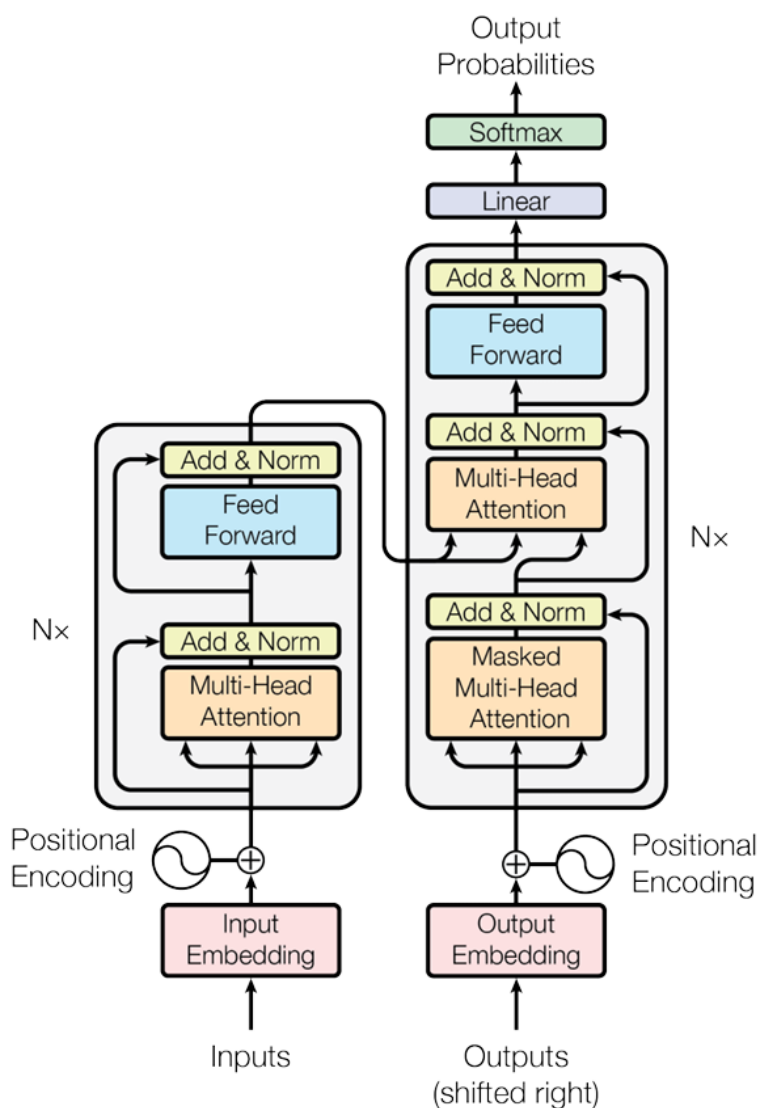 Output
Probabilities
Softmax
Linear
Add & Norm
Feed
Forward
Add & Norm
Multi-Head
Attention
Add & Norm
Masked
Multi-Head
Attention
N×
Add & Norm
Feed
Forward
Add & Norm
Multi-Head
Attention
N×
Positional
Encoding
Positional
Encoding
Input
Embedding
Output
Embedding
Inputs
Outputs
(shifted right)